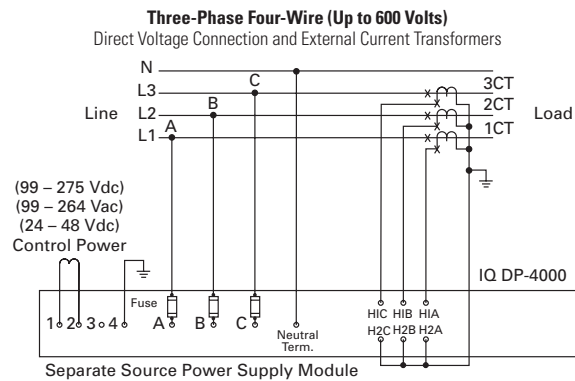 Three-Phase Four-Wire (Up to 600 Volts)
Direct Voltage Connection and External Current Transformers
N
L3 C 3CT
Line L2 B 2CT Load
L1 A 1CT
(99 – 275 Vdc)
(99 – 264 Vac)
(24 – 48 Vdc)
Control Power
IQ DP-4000
Fuse
HIC HIB HIA
1 2 3 4 A B C
H2C H2B H2A
Neutral
Term.
Separate Source Power Supply Module